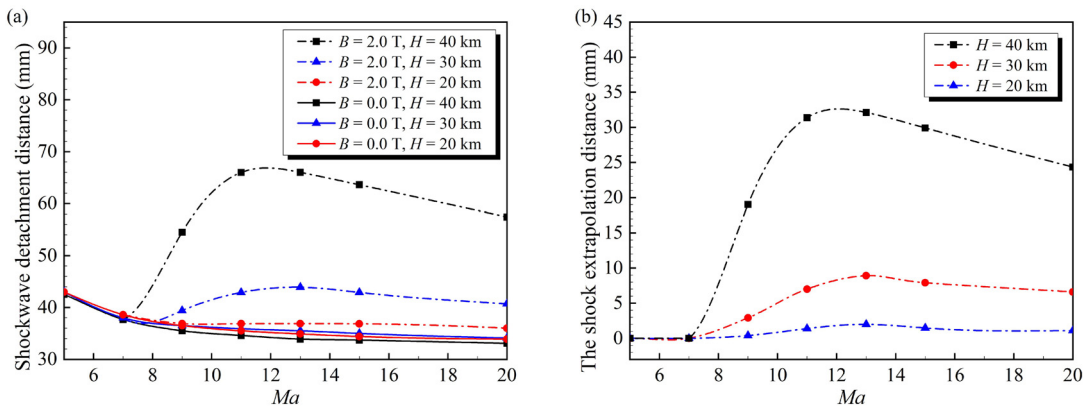 (a)
Shockwave detachment distance (mm)
90
80
70
60
50
40
30
B = 2.0 T, H = 40 km
B = 2.0 T, H = 30 km
B = 2.0 T, H = 20 km
B = 0.0 T, H = 40 km
B = 0.0 T, H = 30 km
B = 0.0 T, H = 20 km
6 8 10 12 14 16 18 20
Ma
(b)
The shock extrapolation distance (mm)
45
40
35
30
25
20
15
10
5
0
H = 40 km
H = 30 km
H = 20 km
6 8 10 12 14 16 18 20
Ma